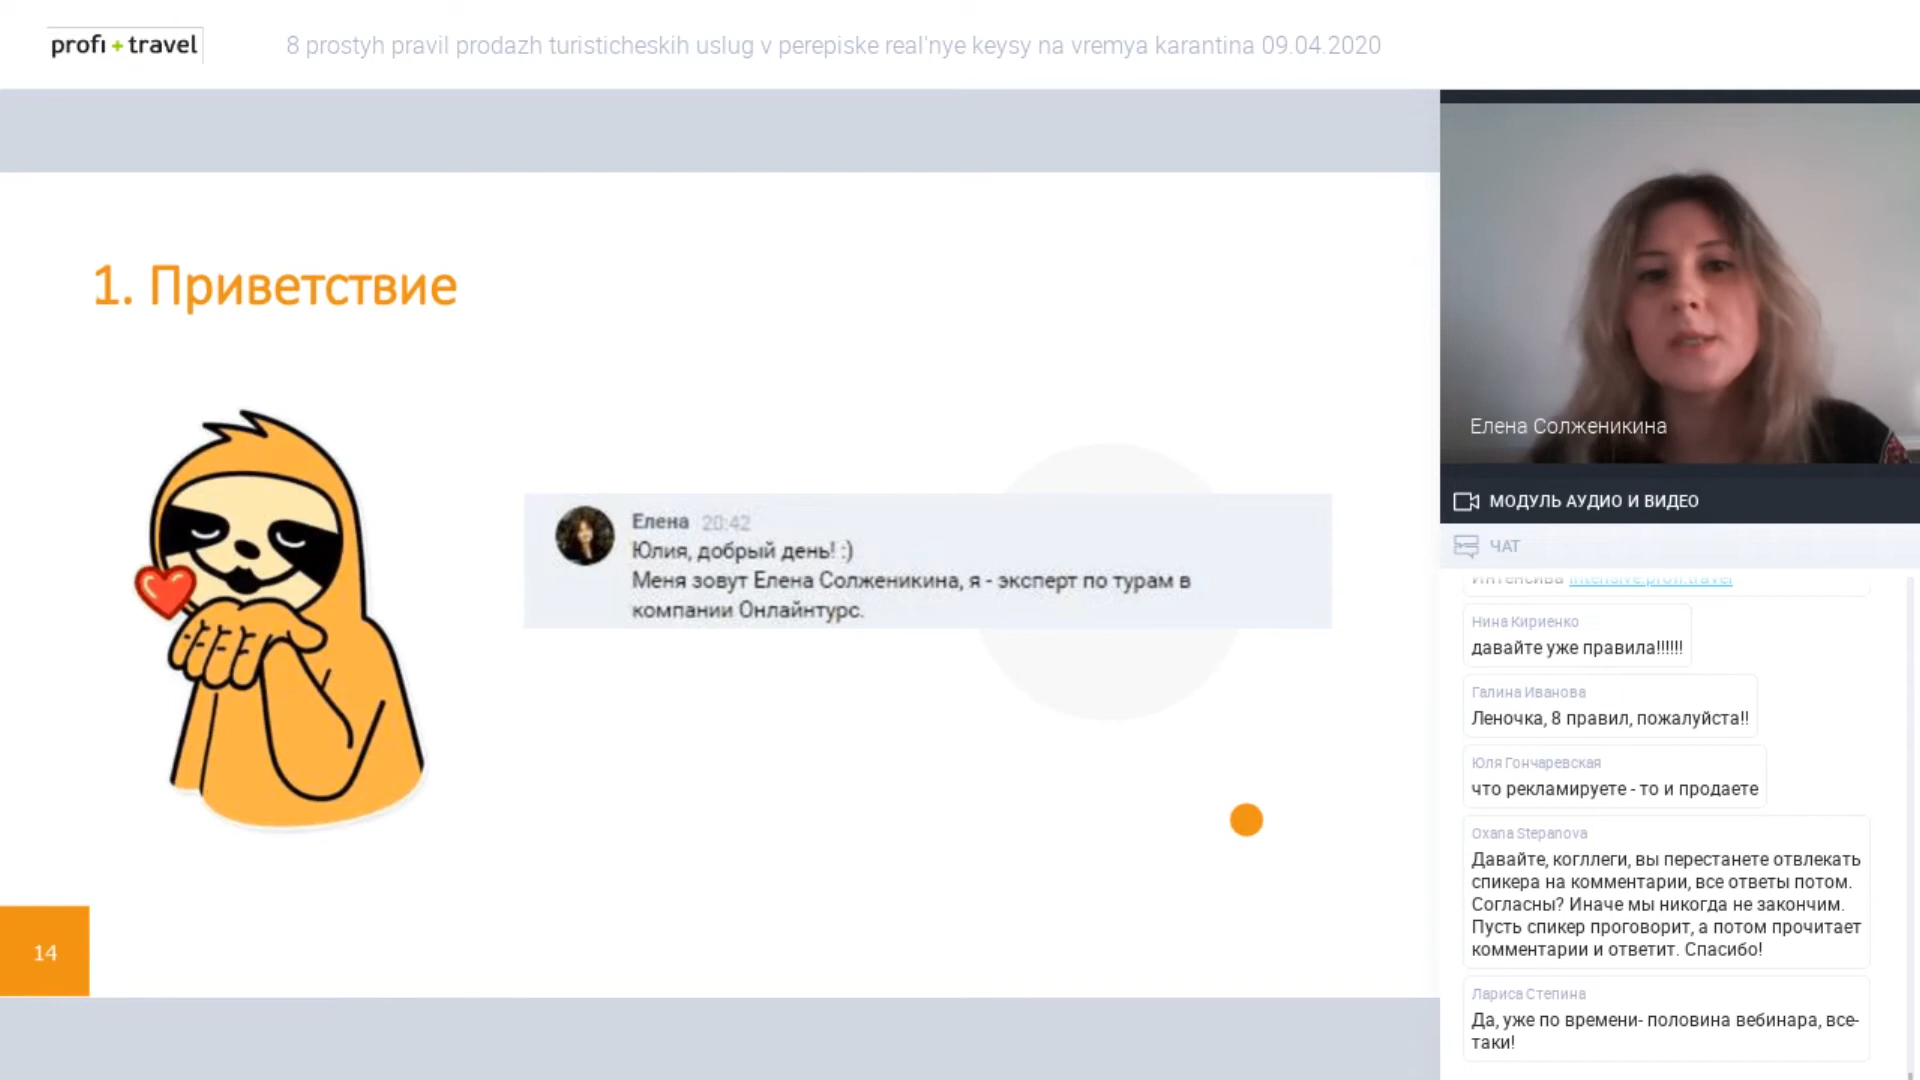 profi + travel
8 prostyh pravil prodazh turisticheskih uslug v perepiske real'nye keysy na vremya karantina 09.04.2020
1. Приветствие
Елена 20:42
Юлия, добрый день! :)
Меня зовут Елена Солженикина, я - эксперт по турам в
компании Онлайнтурс.
14
Елена Солженикина
МОДУЛЬ АУДИО И ВИДЕО
ЧАТ
Интенсива intensive.profi.travel
Нина Кириенко
давайте уже правила!!!!!!
Галина Иванова
Леночка, 8 правил, пожалуйста!!
Юля Гончаревская
что рекламируете - то и продаете
Oxana Stepanova
Давайте, когллеги, вы перестанете отвлекать
спикера на комментарии, все ответы потом.
Согласны? Иначе мы никогда не закончим.
Пусть спикер проговорит, а потом прочитает
комментарии и ответит. Спасибо!
Лариса Степина
Да, уже по времени- половина вебинара, все-
таки!